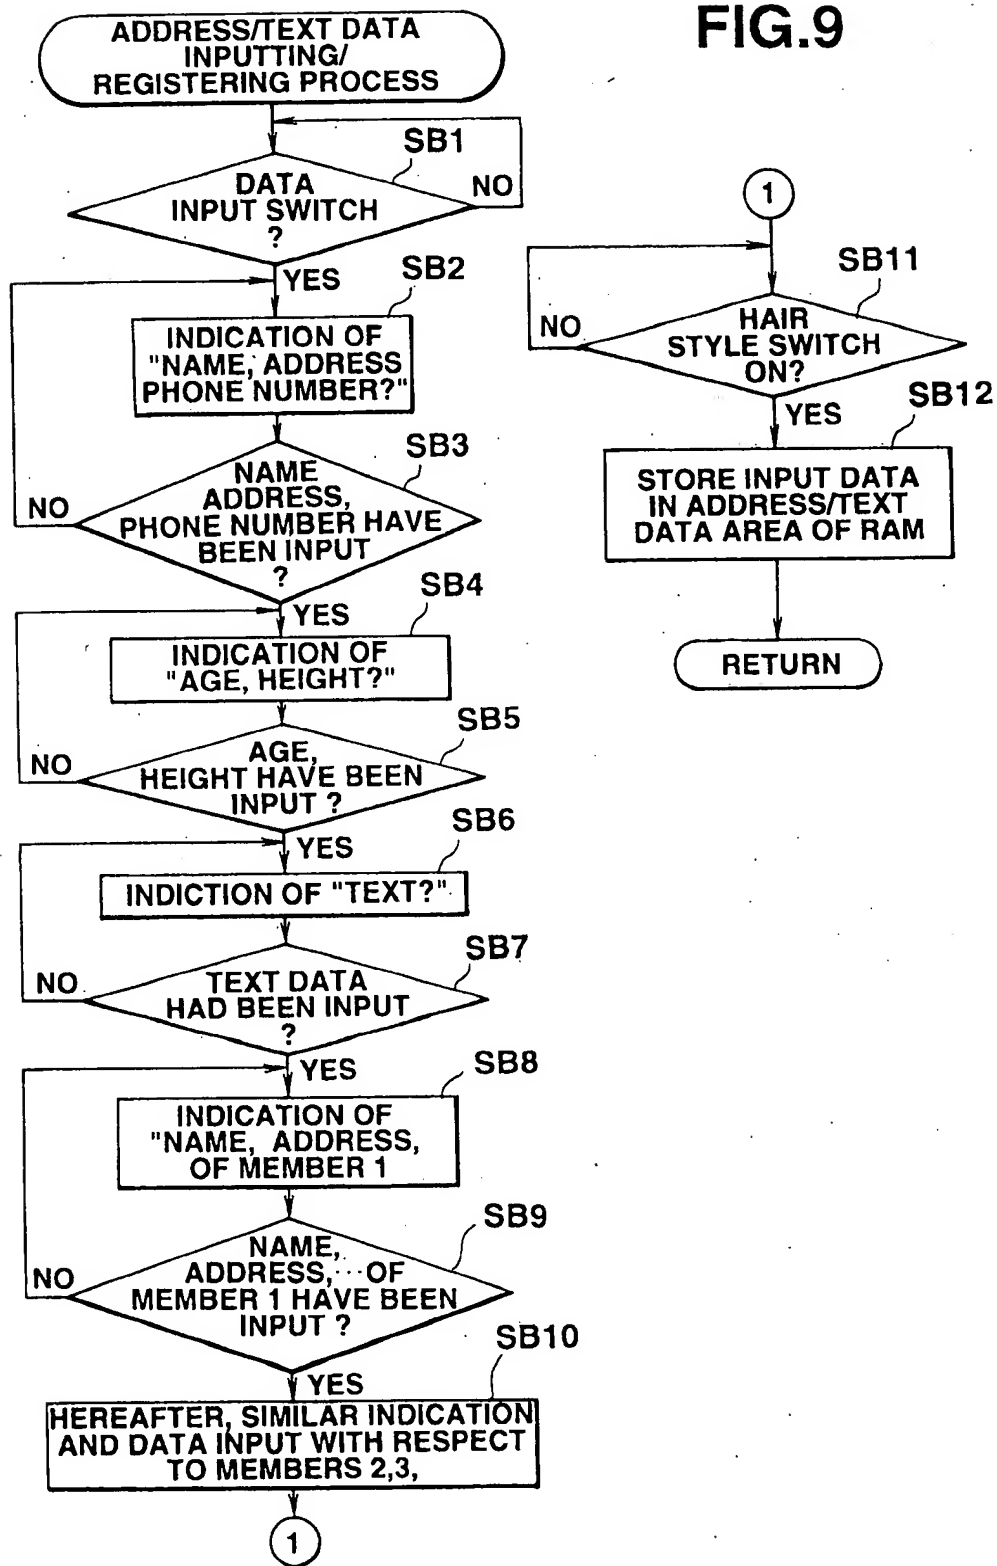 FIG.9
ADDRESS/TEXT DATA
INPUTTING/
REGISTERING PROCESS
SB1
DATA
INPUT SWITCH
?
NO
YES
SB2
INDICATION OF
"NAME, ADDRESS
PHONE NUMBER?"
SB3
NAME
ADDRESS,
PHONE NUMBER HAVE
BEEN INPUT
?
NO
YES
SB4
INDICATION OF
"AGE, HEIGHT?"
SB5
AGE,
HEIGHT HAVE BEEN
INPUT ?
NO
YES
SB6
INDICTION OF "TEXT?"
SB7
TEXT DATA
HAD BEEN INPUT
?
NO
YES
SB8
INDICATION OF
"NAME, ADDRESS,
OF MEMBER 1
SB9
NAME,
ADDRESS,···OF
MEMBER 1 HAVE BEEN
INPUT ?
NO
YES
SB10
HEREAFTER, SIMILAR INDICATION
AND DATA INPUT WITH RESPECT
TO MEMBERS 2,3,
1
1
SB11
HAIR
STYLE SWITCH
ON?
NO
YES
SB12
STORE INPUT DATA
IN ADDRESS/TEXT
DATA AREA OF RAM
RETURN